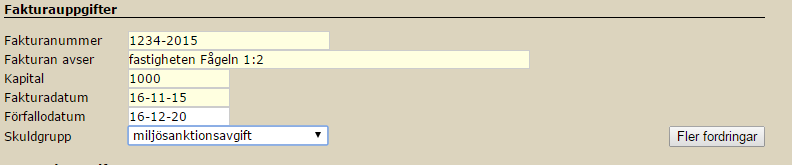 Fakturauppgifter
Fakturanummer 1234-2015
Fakturan avser fastigheten Fågeln 1:2
Kapital 1000
Fakturadatum 16-11-15
Förfallodatum 16-12-20
Skuldgrupp miljösanktionsavgift Fler fordringar